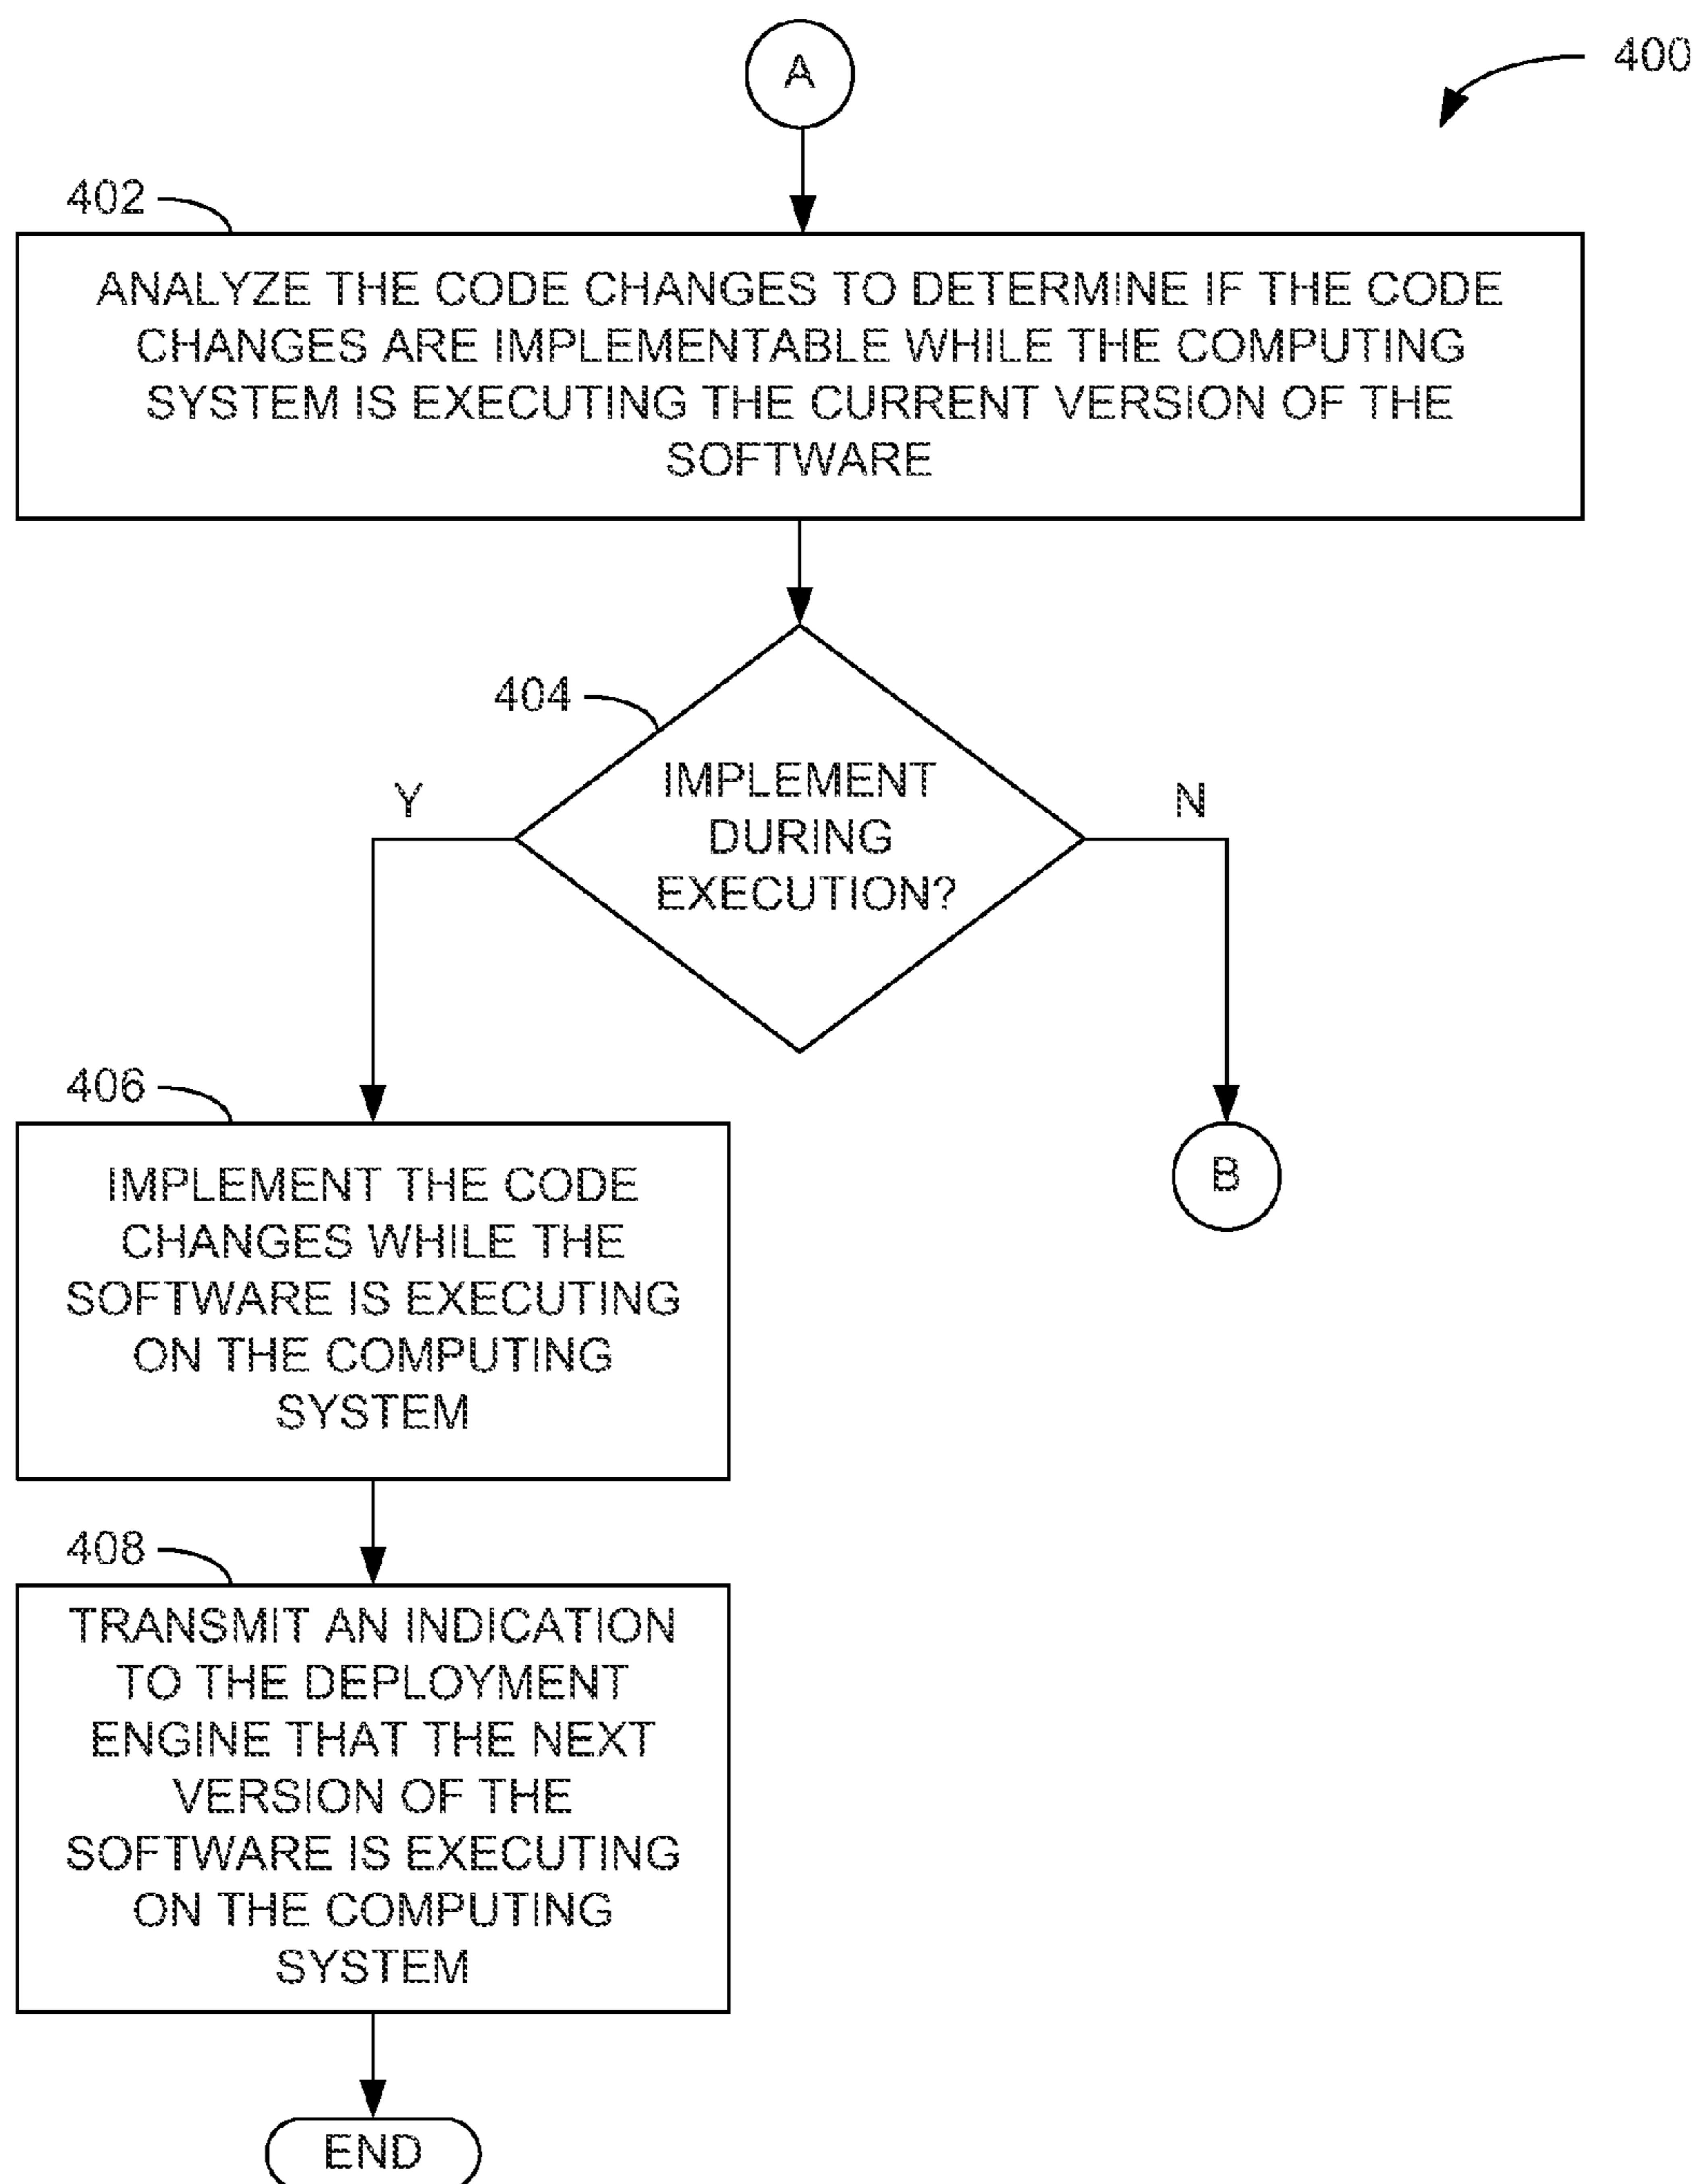 A
400
402
ANALYZE THE CODE CHANGES TO DETERMINE IF THE CODE
CHANGES ARE IMPLEMENTABLE WHILE THE COMPUTING
SYSTEM IS EXECUTING THE CURRENT VERSION OF THE
SOFTWARE
404
IMPLEMENT
DURING
EXECUTION?
Y
N
406
IMPLEMENT THE CODE
CHANGES WHILE THE
SOFTWARE IS EXECUTING
ON THE COMPUTING
SYSTEM
B
408
TRANSMIT AN INDICATION
TO THE DEPLOYMENT
ENGINE THAT THE NEXT
VERSION OF THE
SOFTWARE IS EXECUTING
ON THE COMPUTING
SYSTEM
END